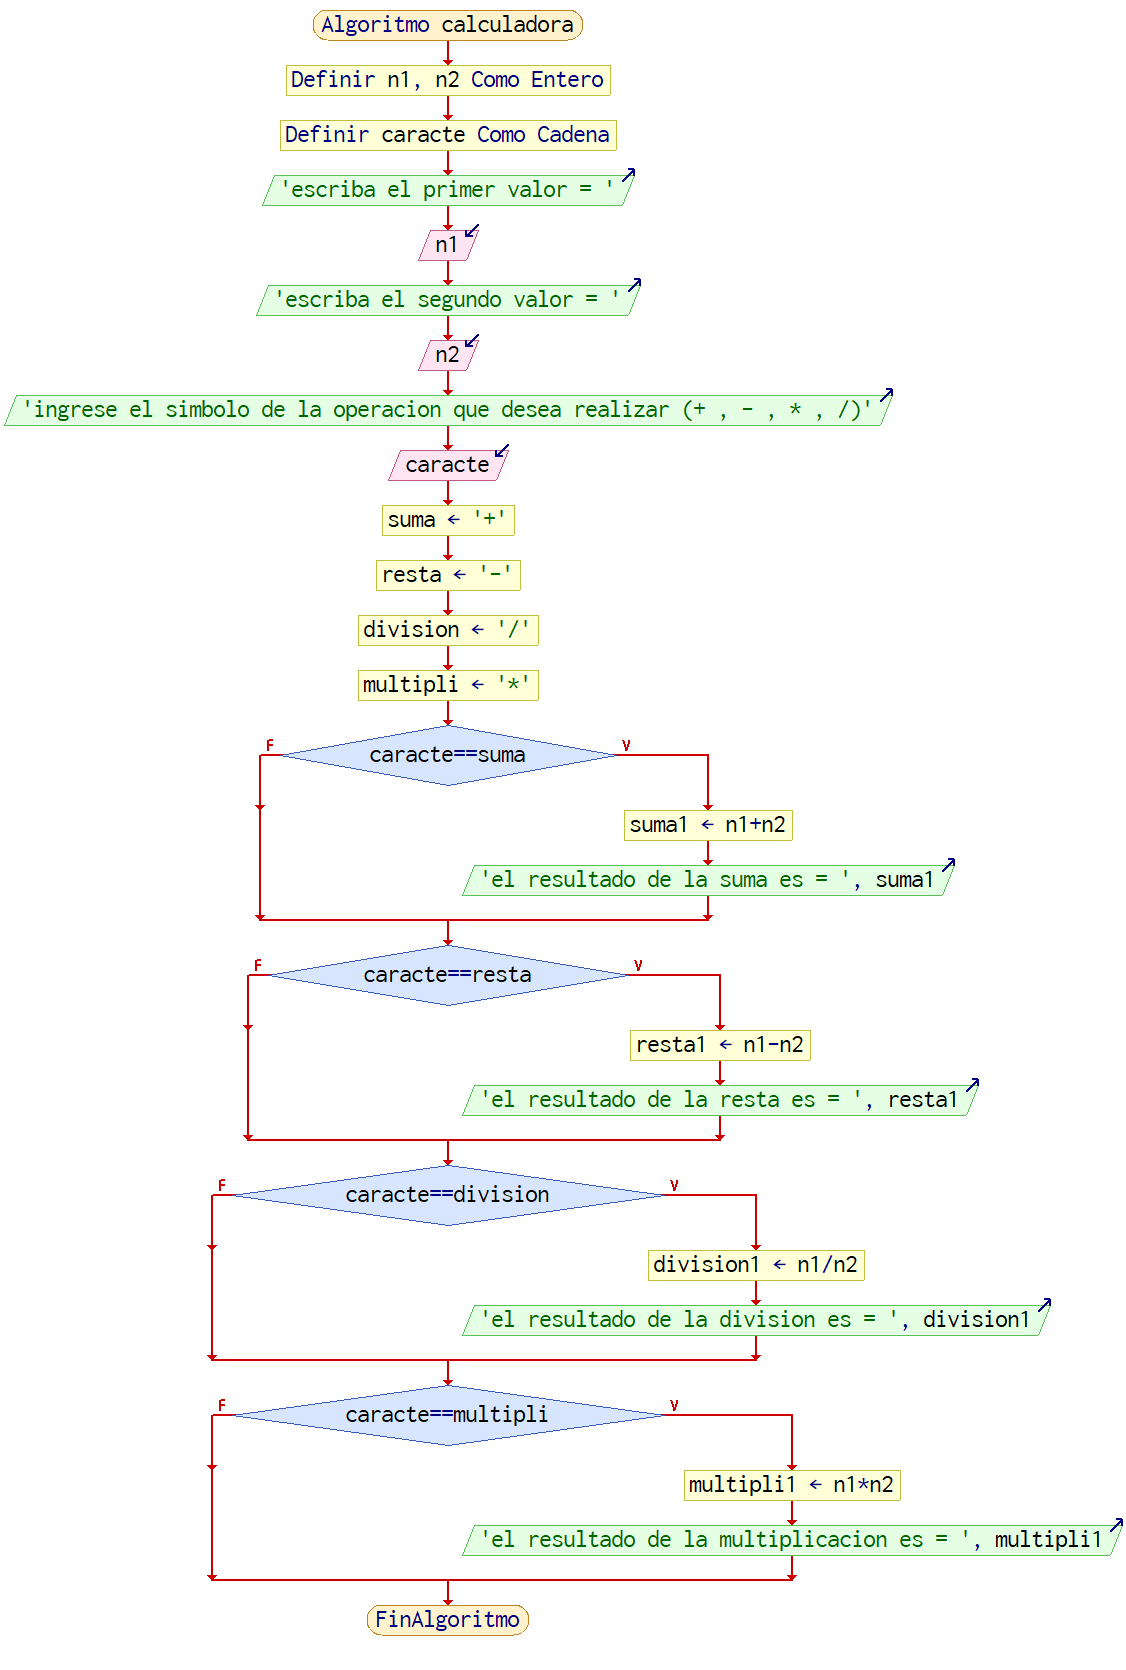 Algoritmo calculadora
Definir n1, n2 Como Entero
Definir caracte Como Cadena
'escriba el primer valor = '
n1
'escriba el segundo valor = '
n2
'ingrese el simbolo de la operacion que desea realizar (+ , - , * , /)'
caracte
suma ← '+'
resta ← '-'
division ← '/'
multipli ← '*'
F
V
caracte==suma
suma1 ← n1+n2
'el resultado de la suma es = ', suma1
F
V
caracte==resta
resta1 ← n1-n2
'el resultado de la resta es = ', resta1
F
V
caracte==division
division1 ← n1/n2
'el resultado de la division es = ', division1
F
V
caracte==multipli
multipli1 ← n1*n2
'el resultado de la multiplicacion es = ', multipli1
FinAlgoritmo